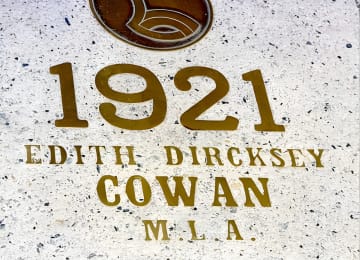 1921
EDITH DIRCKSEY
COWAN
M.L.A.